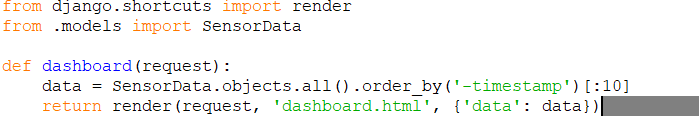 from django.shortcuts import render
from .models import SensorData
def dashboard(request):
    data = SensorData.objects.all().order_by('-timestamp')[:10]
    return render(request, 'dashboard.html', {'data': data})